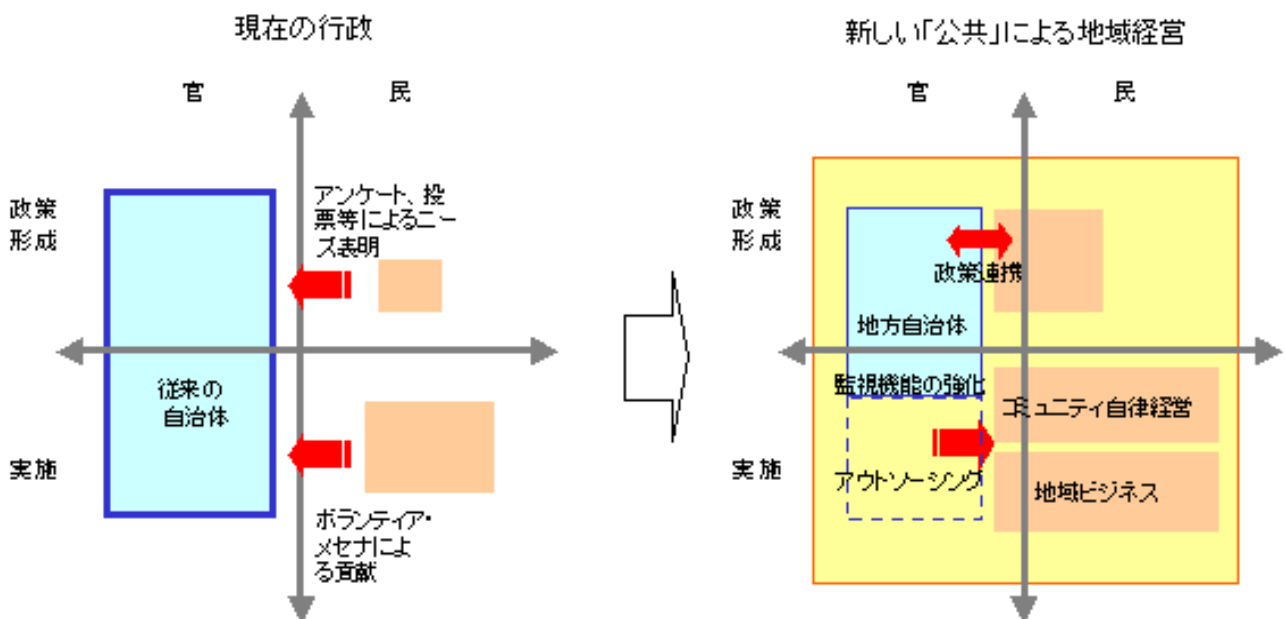 現在の行政
官
民
政策
形成
実施
アンケート、投
票等によるニー
ズ表明
従来の
自治体
ボランティア・
メセナによ
る貢献
新しい「公共」による地域経営
官
民
政策
形成
実施
政策連携
地方自治体
監視機能の強化
コミュニティ自律経営
アウトソーシング
地域ビジネス